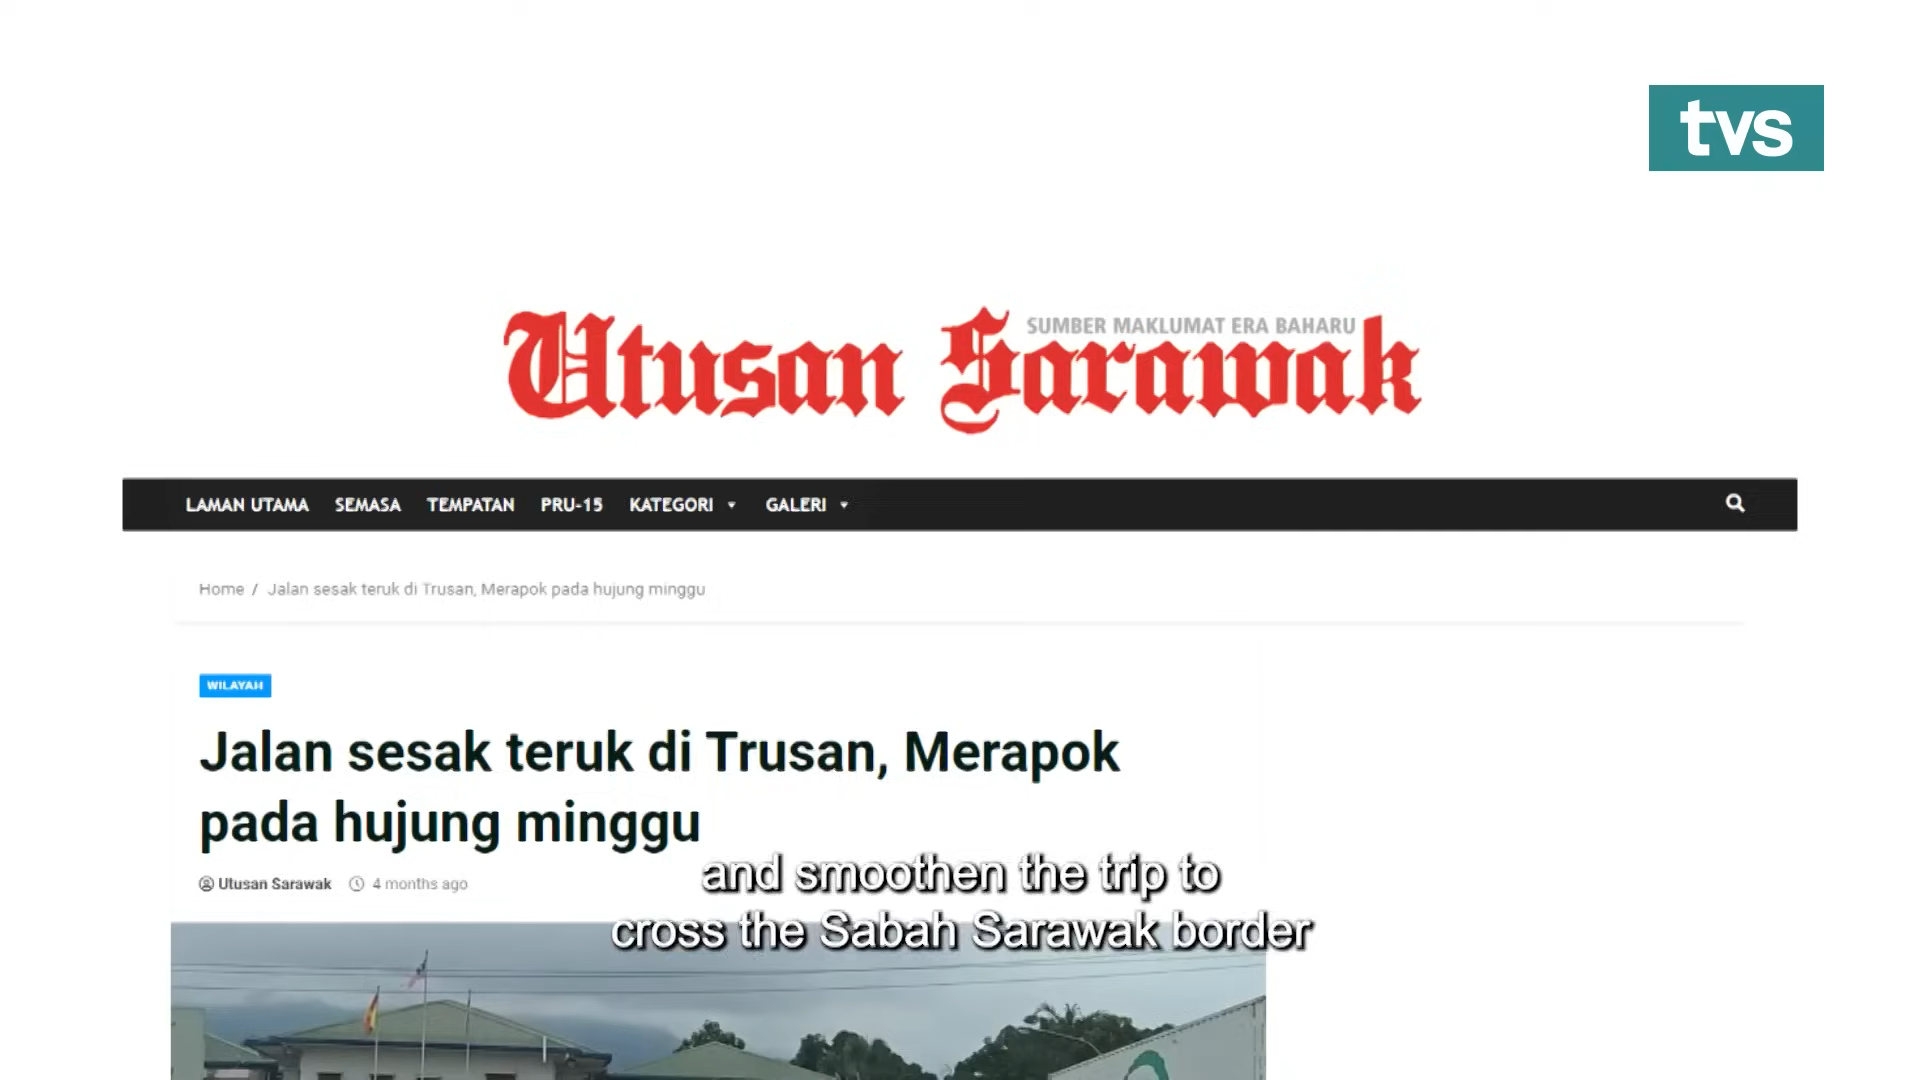 tvs
SUMBER MAKLUMAT ERA BAHARU
Utusan Sarawak
LAMAN UTAMA SEMASA TEMPATAN PRU-15 KATEGORI GALERI
Home / Jalan sesak teruk di Trusan, Merapok pada hujung minggu
WILAYAH
Jalan sesak teruk di Trusan, Merapok
pada hujung minggu
Utusan Sarawak 4 months ago
and smoothen the trip to
cross the Sabah Sarawak border